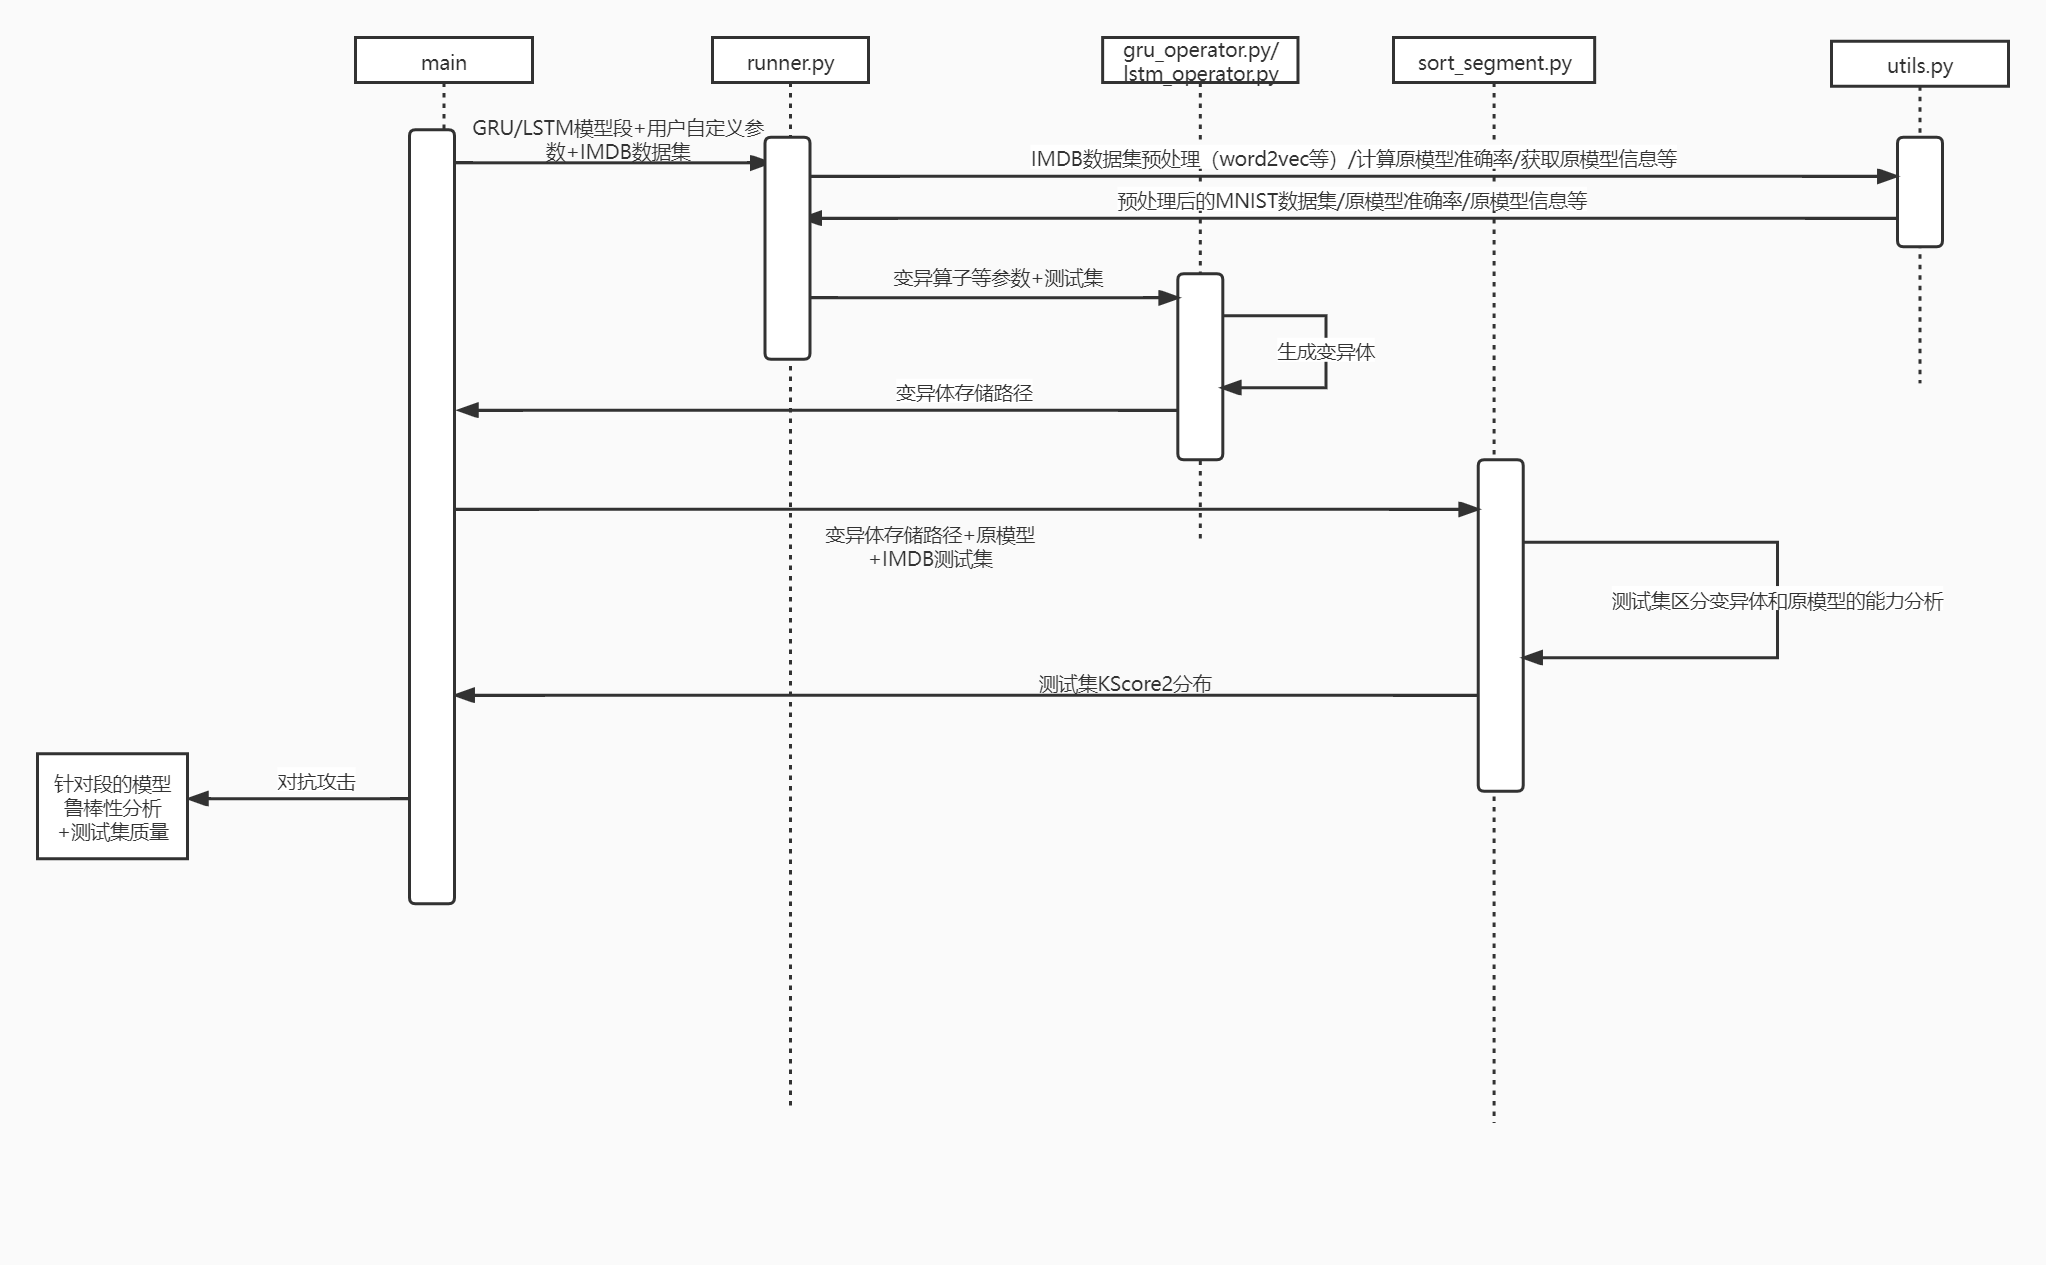 main
runner.py
gru_operator.py/
lstm_operator.py
sort_segment.py
utils.py
GRU/LSTM模型段+用户自定义参
数+IMDB数据集
IMDB数据集预处理（word2vec等）/计算原模型准确率/获取原模型信息等
预处理后的MNIST数据集/原模型准确率/原模型信息等
变异算子等参数+测试集
生成变异体
变异体存储路径
变异体存储路径+原模型
+IMDB测试集
测试集区分变异体和原模型的能力分析
测试集KScore2分布
对抗攻击
针对段的模型
鲁棒性分析
+测试集质量